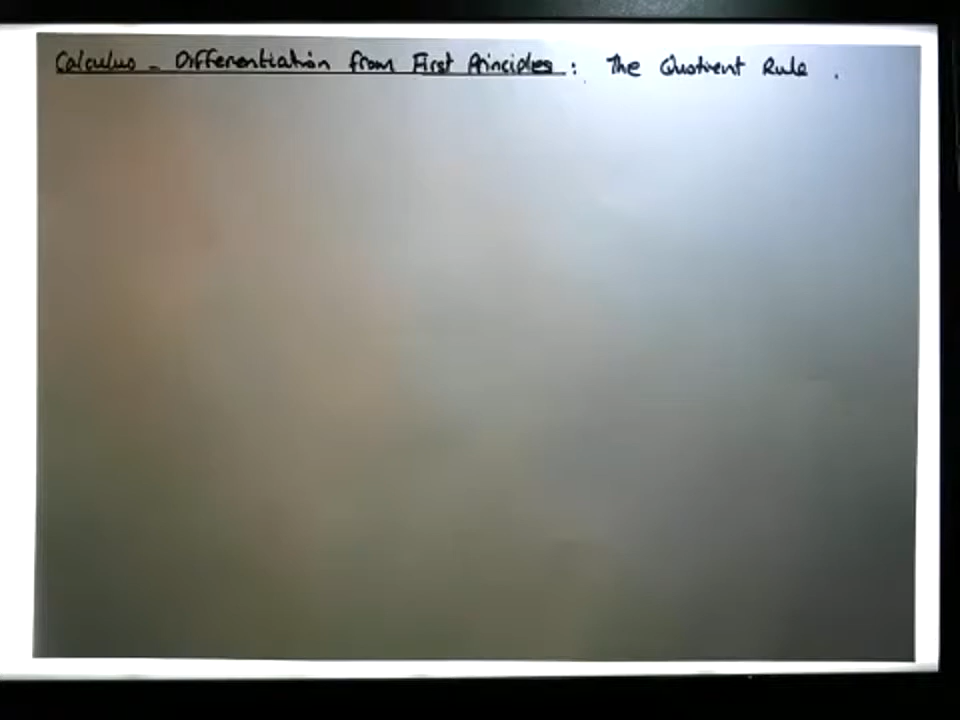 Calculus - Differentiation from First Principles : The Quotient Rule .